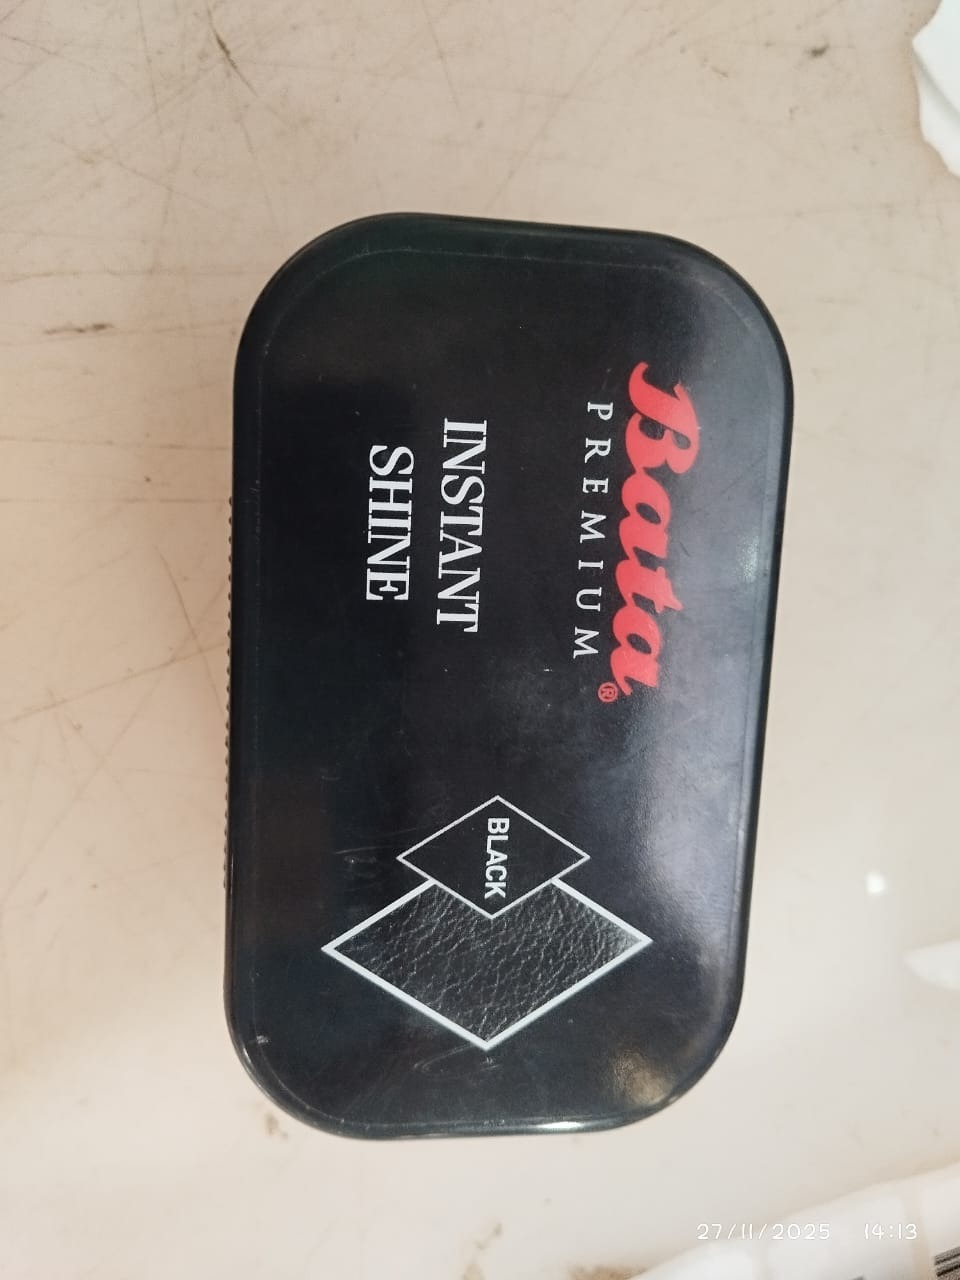 Bata®
PREMIUM
INSTANT
SHINE
BLACK
27/11/2025 14:13